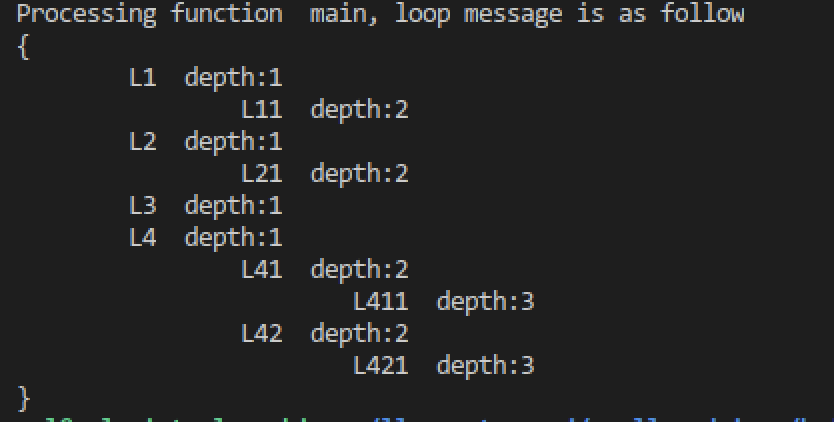 Processing function  main, loop message is as follow
{
        L1  depth:1
                L11  depth:2
        L2  depth:1
                L21  depth:2
        L3  depth:1
        L4  depth:1
                L41  depth:2
                        L411  depth:3
                L42  depth:2
                        L421  depth:3
}